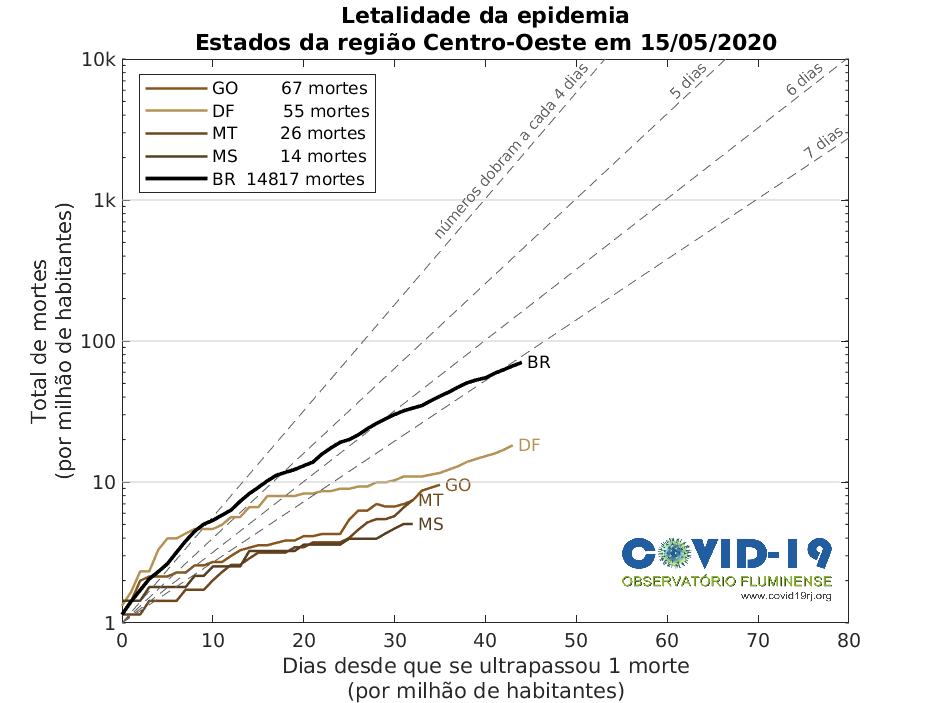 Letalidade da epidemia
Estados da região Centro-Oeste em 15/05/2020
GO 67 mortes
DF 55 mortes
MT 26 mortes
MS 14 mortes
BR 14817 mortes
números dobram a cada 4 dias
5 dias
6 dias
7 dias
10k
1k
100
10
1
Total de mortes
(por milhão de habitantes)
BR
DF
GO
MT
MS
COVID-19
OBSERVATÓRIO FLUMINENSE
www.covid19rj.org
0 10 20 30 40 50 60 70 80
Dias desde que se ultrapassou 1 morte
(por milhão de habitantes)